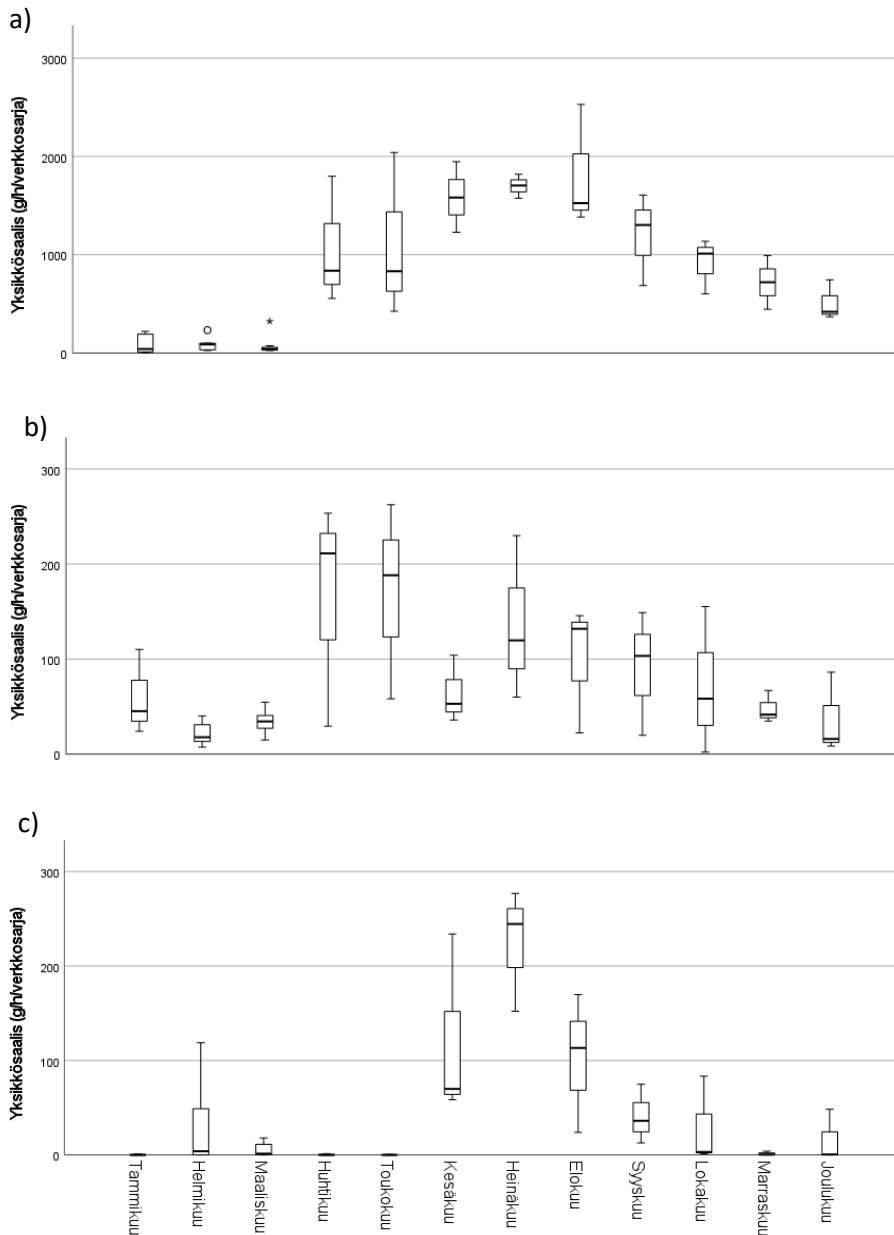 a)
Yksikkösaalis (g/h/verkkosarja)
3000
2000
1000
0
b)
Yksikkösaalis (g/h/verkkosarja)
300
200
100
0
c)
Yksikkösaalis (g/h/verkkosarja)
300
200
100
0
Tammikuu
Helmikuu
Maaliskuu
Huhtikuu
Toukokuu
Kesäkuu
Heinäkuu
Elokuu
Syyskuu
Lokakuu
Marraskuu
Joulukuu